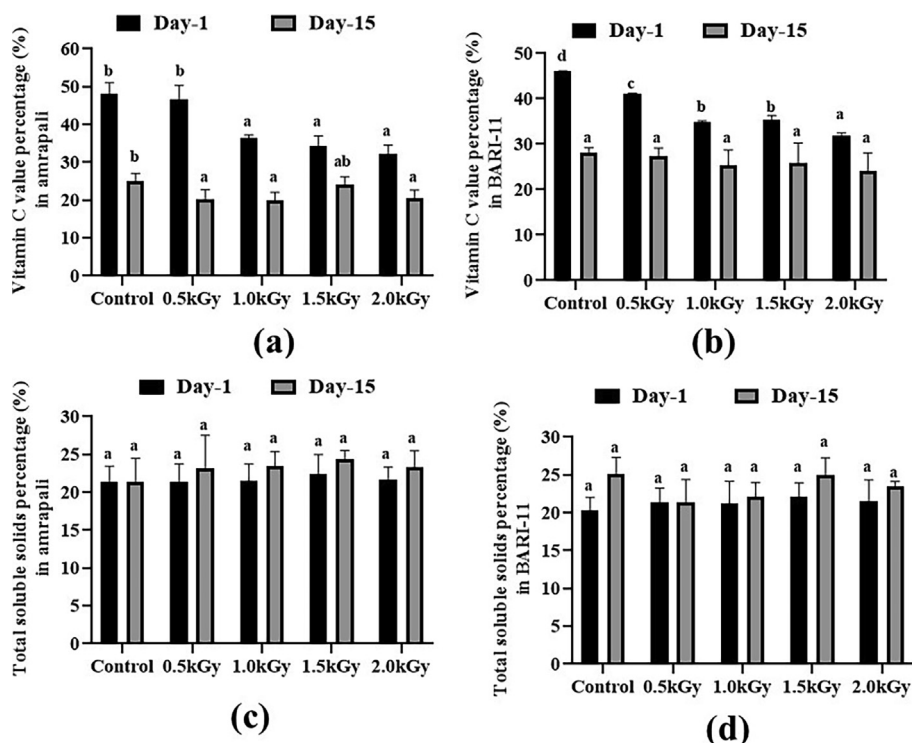 Day-1 Day-15
Vitamin C value percentage (%)
in amrapali
60
50
40
30
20
10
0
b b a a a
b a a ab a
Control 0.5kGy 1.0kGy 1.5kGy 2.0kGy
(a)
Day-1 Day-15
Vitamin C value percentage (%)
in BARI-11
50
40
30
20
10
0
d c b b a
a a a a a
Control 0.5kGy 1.0kGy 1.5kGy 2.0kGy
(b)
Day-1 Day-15
Total soluble solids percentage (%)
in amrapali
30
25
20
15
10
5
0
a a a a a a a a a a
Control 0.5kGy 1.0kGy 1.5kGy 2.0kGy
(c)
Day-1 Day-15
Total soluble solids percentage (%)
in BARI-11
30
25
20
15
10
5
0
a a a a a a a a a a
Control 0.5kGy 1.0kGy 1.5kGy 2.0kGy
(d)